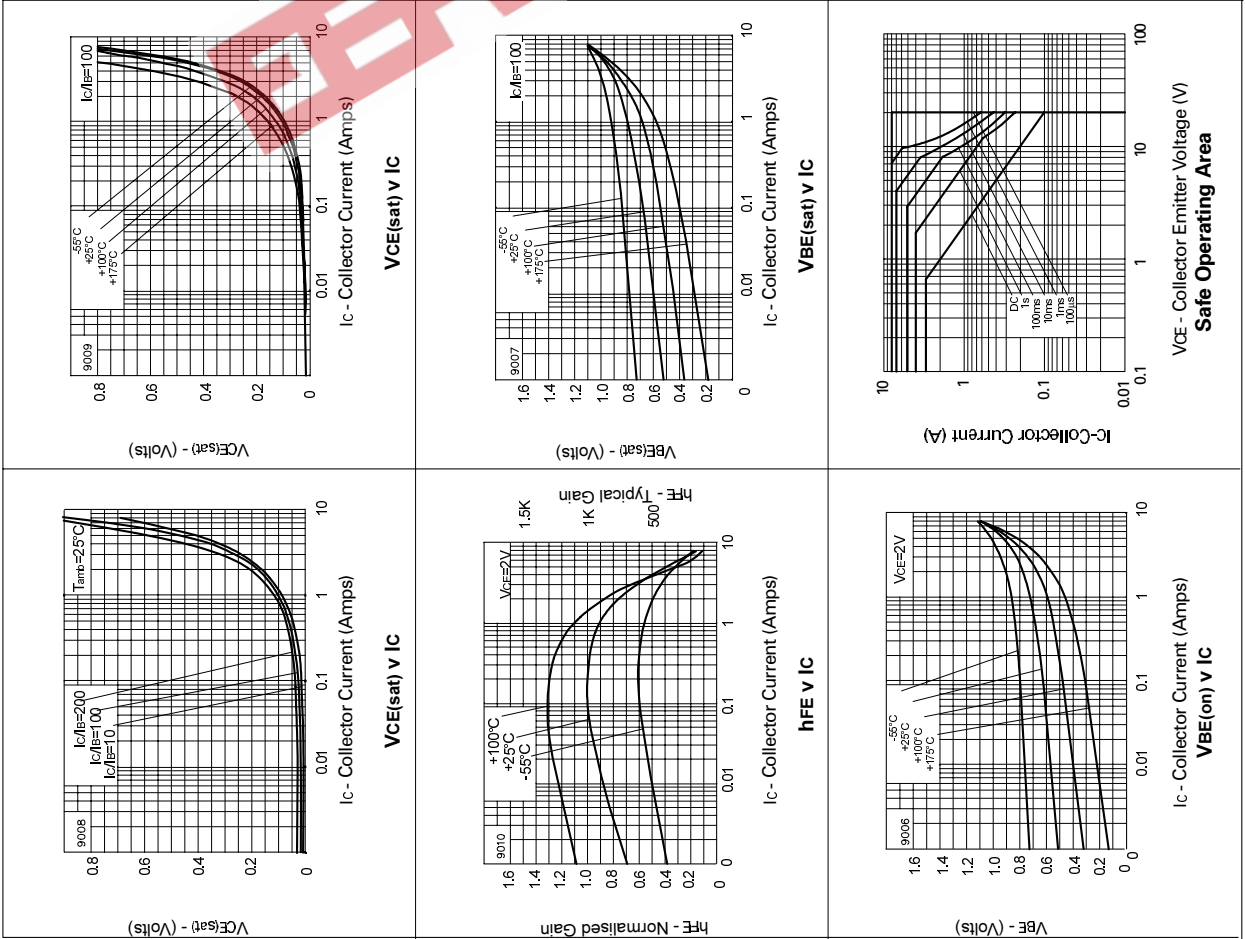 9008
Tamb=25°C
IC/IB=200
IC/IB=100
IC/IB=10
VCE(sat) - (Volts)
0.8
0.6
0.4
0.2
0
0.01
0.1
1
10
IC - Collector Current (Amps)
VCE(sat) v IC
9009
IC/IB=100
-55°C
+25°C
+100°C
+175°C
VCE(sat) - (Volts)
0.8
0.6
0.4
0.2
0
0.01
0.1
1
10
IC - Collector Current (Amps)
VCE(sat) v IC
9010
VCE=2V
+100°C
+25°C
-55°C
hFE - Normalised Gain
1.6
1.4
1.2
1.0
0.8
0.6
0.4
0.2
0
hFE - Typical Gain
1.5K
1K
500
0
0.01
0.1
1
10
IC - Collector Current (Amps)
hFE v IC
9007
IC/IB=100
-55°C
+25°C
+100°C
+175°C
VBE(sat) - (Volts)
1.6
1.4
1.2
1.0
0.8
0.6
0.4
0.2
0
0.01
0.1
1
10
IC - Collector Current (Amps)
VBE(sat) v IC
9006
VCE=2V
-55°C
+25°C
+100°C
+175°C
VBE - (Volts)
1.6
1.4
1.2
1.0
0.8
0.6
0.4
0.2
0
0.01
0.1
1
10
IC - Collector Current (Amps)
VBE(on) v IC
IC-Collector Current (A)
10
1
0.1
0.01
DC
1s
100ms
10ms
1ms
100µs
0.1
1
10
100
VCE - Collector Emitter Voltage (V)
Safe Operating Area